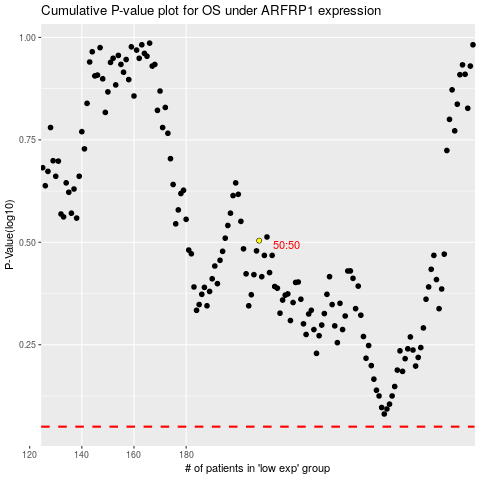 Cumulative P-value plot for OS under ARFRP1 expression
1.00
0.75
0.50
0.25
P-Value(log10)
50:50
120 140 160 180
# of patients in 'low exp' group